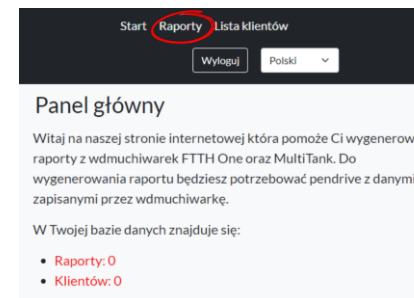 Start Raporty Lista klientów
Wyloguj Polski
Panel główny
Witaj na naszej stronie internetowej która pomoże Ci
raporty z wdmuchiwarek FTTH One oraz MultiTank. Do
wygenerowania raportu będziesz potrzebować pendrive z danymi
zapisanymi przez wdmuchiwarkę.
W Twojej bazie danych znajduje się:
Raporty: 0
Klientów: 0